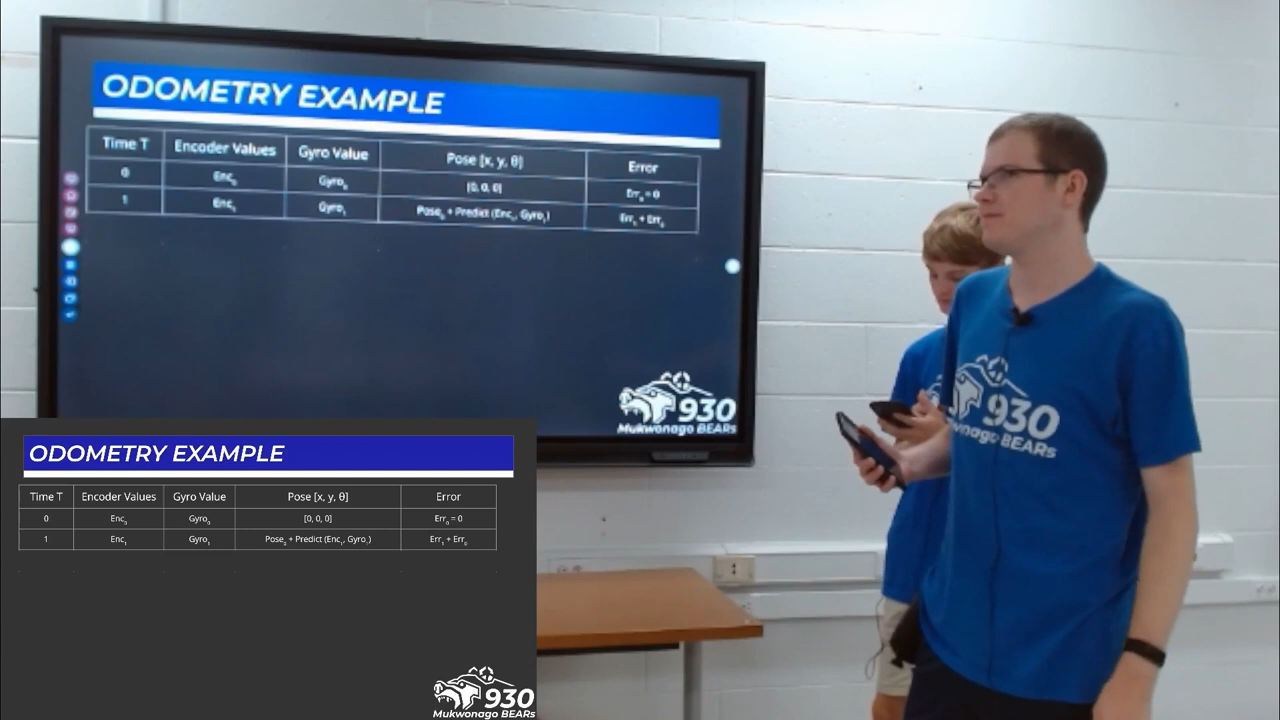 ODOMETRY EXAMPLE
Time T Encoder Values Gyro Value Pose [x, y, θ] Error
0 Enc₀ Gyro₀ [0, 0, 0] Err₀ = 0
1 Enc₁ Gyro₁ Pose₀ + Predict (Enc₁, Gyro₁) Err₁ + Err₀
930
Mukwonago BEARs
930
wnago BEARs
ODOMETRY EXAMPLE
Time T Encoder Values Gyro Value Pose [x, y, θ] Error
0 Enc₀ Gyro₀ [0, 0, 0] Err₀ = 0
1 Enc₁ Gyro₁ Pose₀ + Predict (Enc₁, Gyro₁) Err₁ + Err₀
930
Mukwonago BEARs